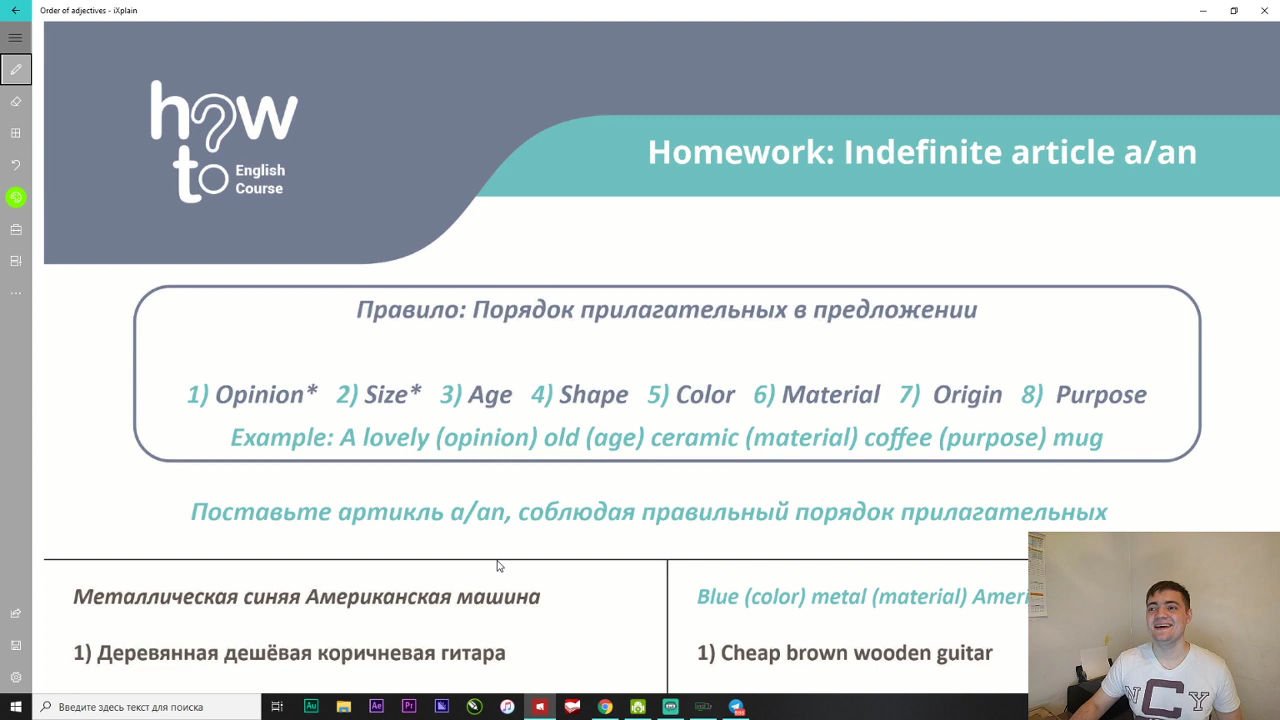 Order of adjectives - iXplain
how
to English
Course
Homework: Indefinite article a/an
Правило: Порядок прилагательных в предложении
1) Opinion* 2) Size* 3) Age 4) Shape 5) Color 6) Material 7) Origin 8) Purpose
Example: A lovely (opinion) old (age) ceramic (material) coffee (purpose) mug
Поставьте артикль a/an, соблюдая правильный порядок прилагательных
Металлическая синяя Американская машина
Blue (color) metal (material) Ameri
1) Деревянная дешёвая коричневая гитара
1) Cheap brown wooden guitar
Введите здесь текст для поиска
Au
Ae
Pr